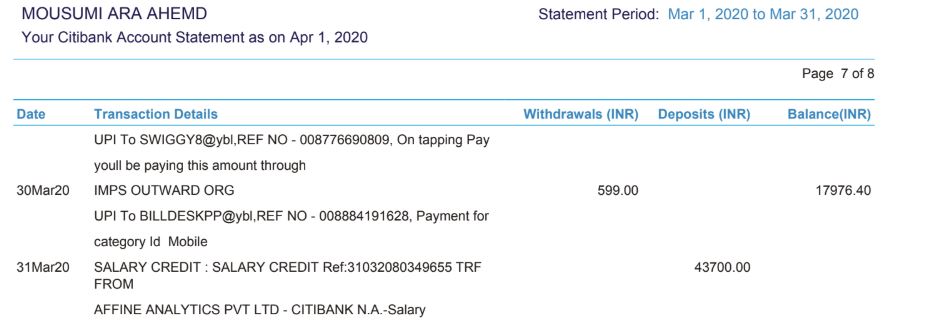 MOUSUMI ARA AHEMD Statement Period: Mar 1, 2020 to Mar 31, 2020
Your Citibank Account Statement as on Apr 1, 2020
Page 7 of 8
Date Transaction Details Withdrawals (INR) Deposits (INR) Balance(INR)
UPI To SWIGGY8@ybl,REF NO - 008776690809, On tapping Pay
youll be paying this amount through
30Mar20 IMPS OUTWARD ORG 599.00 17976.40
UPI To BILLDESKPP@ybl,REF NO - 008884191628, Payment for
category Id Mobile
31Mar20 SALARY CREDIT : SALARY CREDIT Ref:31032080349655 TRF 43700.00
FROM
AFFINE ANALYTICS PVT LTD - CITIBANK N.A.-Salary